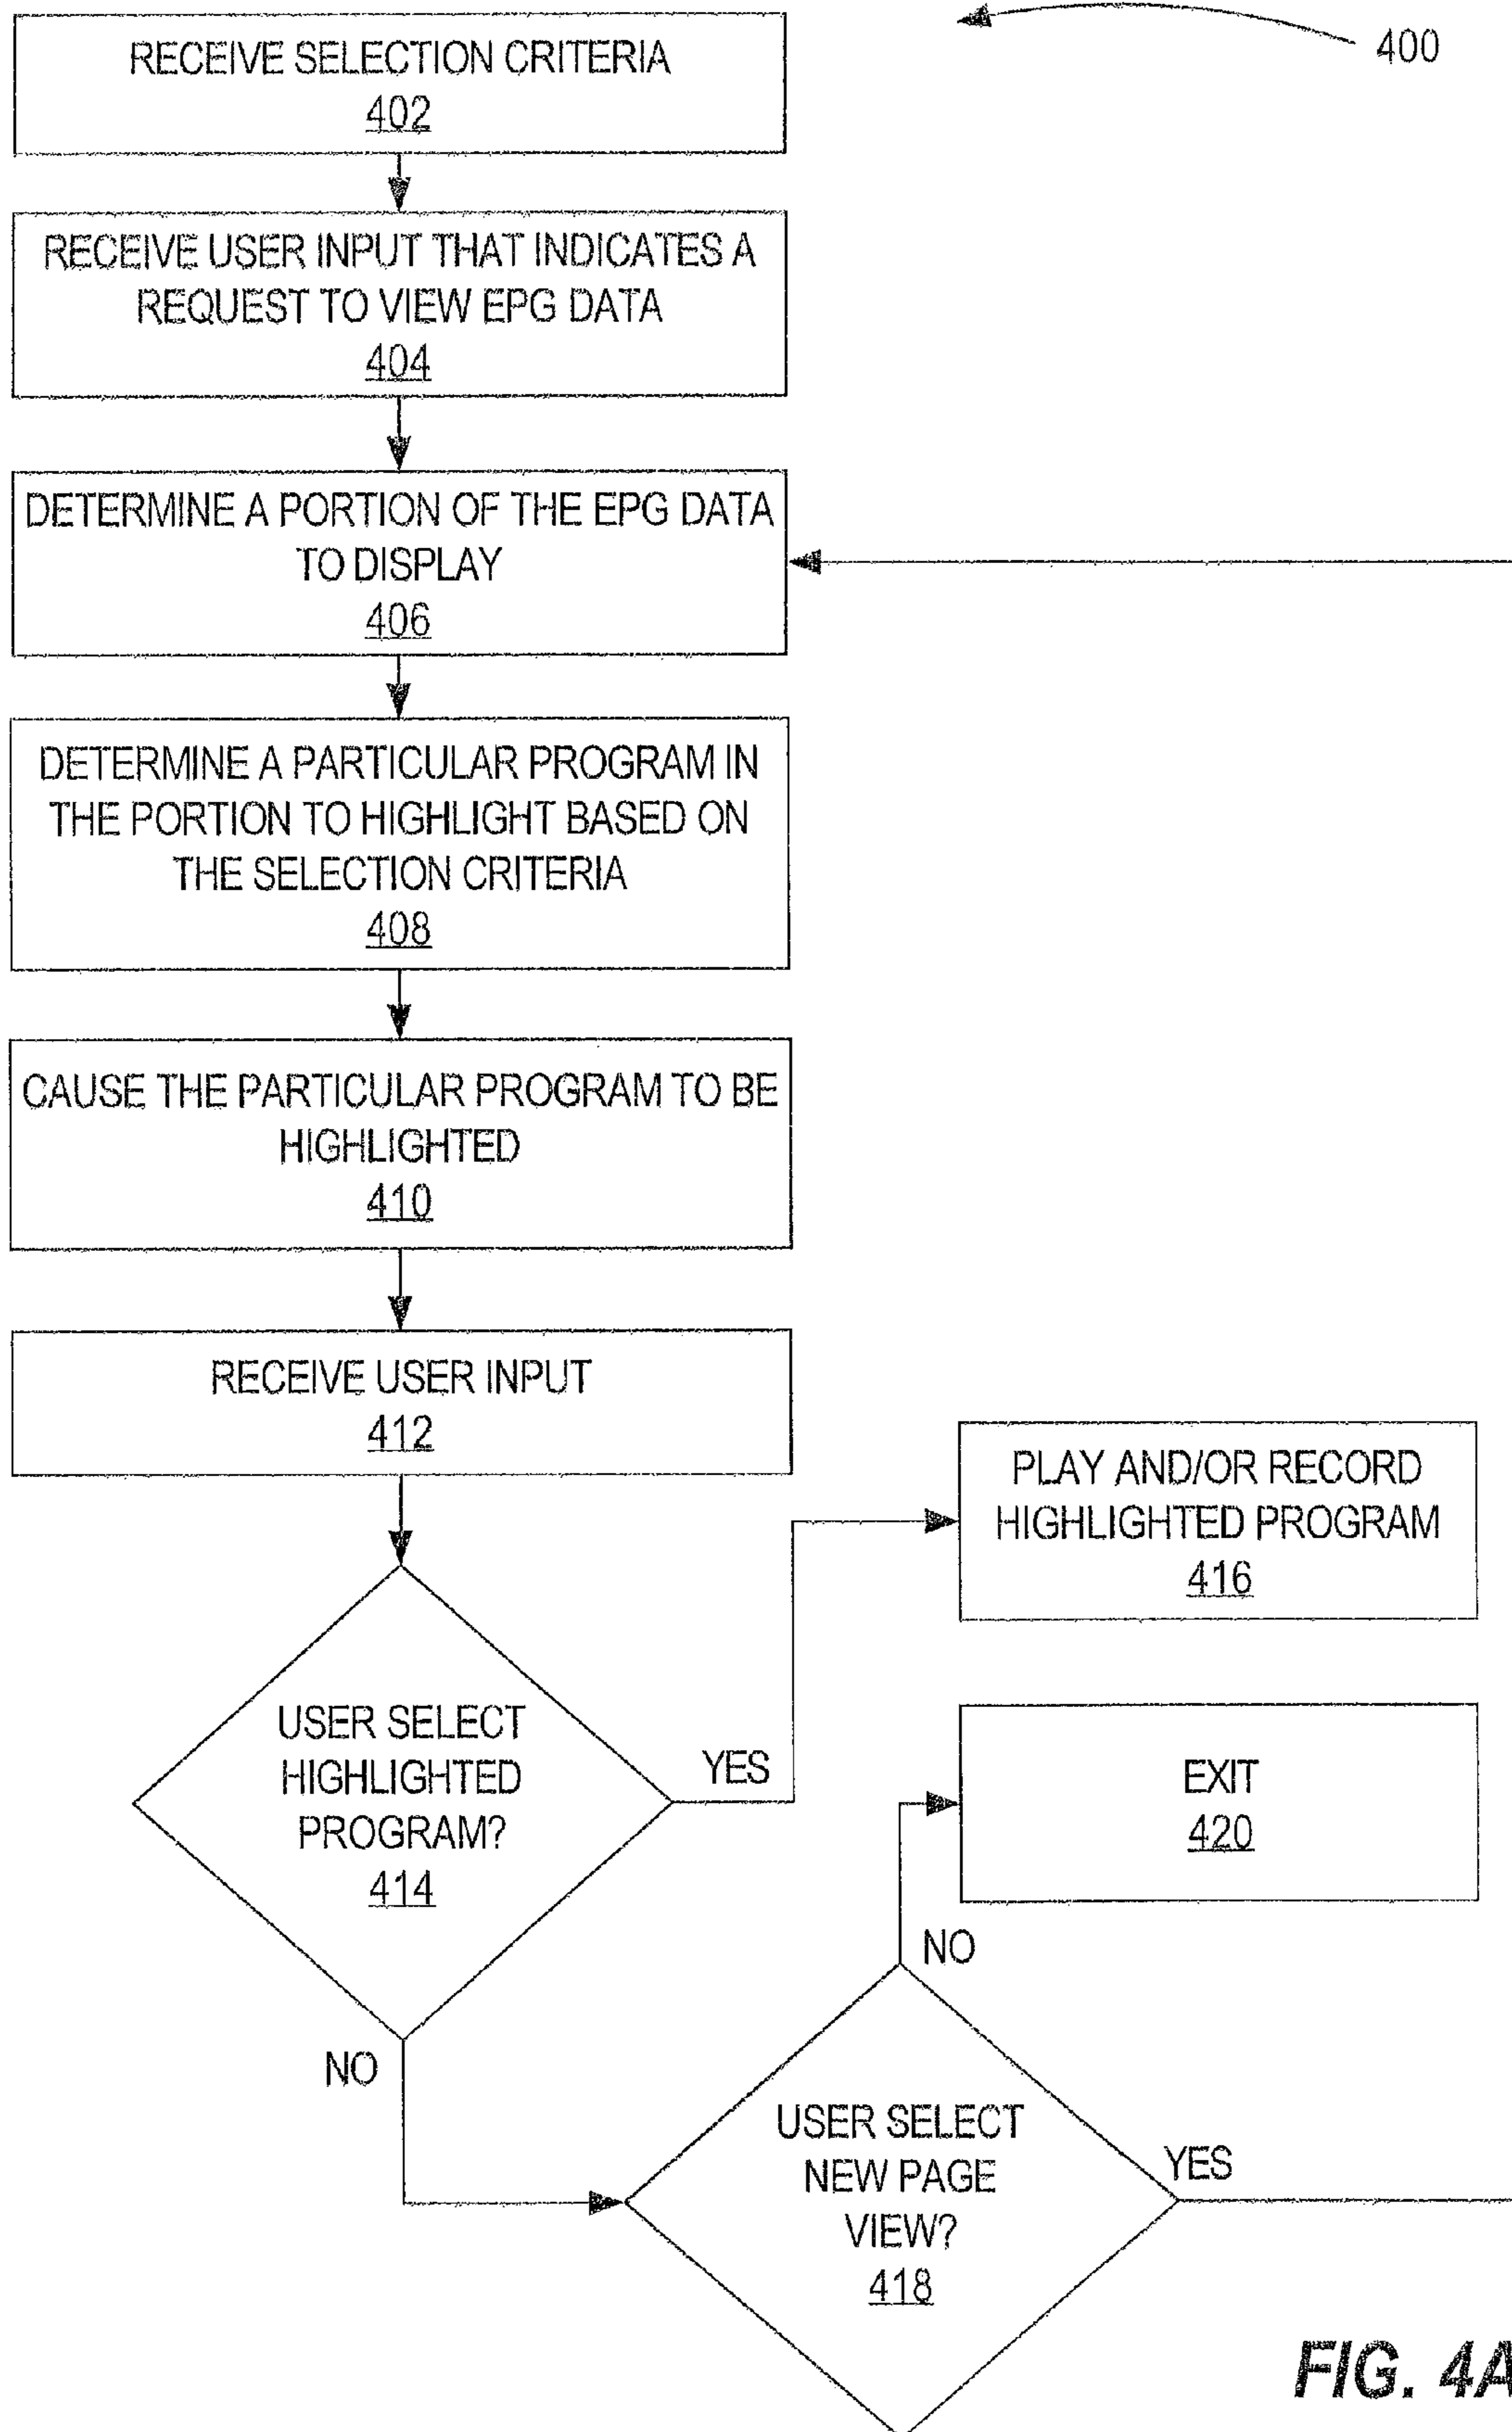 400
RECEIVE SELECTION CRITERIA
402
RECEIVE USER INPUT THAT INDICATES A
REQUEST TO VIEW EPG DATA
404
DETERMINE A PORTION OF THE EPG DATA
TO DISPLAY
406
DETERMINE A PARTICULAR PROGRAM IN
THE PORTION TO HIGHLIGHT BASED ON
THE SELECTION CRITERIA
408
CAUSE THE PARTICULAR PROGRAM TO BE
HIGHLIGHTED
410
RECEIVE USER INPUT
412
USER SELECT
HIGHLIGHTED
PROGRAM?
414
YES
PLAY AND/OR RECORD
HIGHLIGHTED PROGRAM
416
NO
USER SELECT
NEW PAGE
VIEW?
418
NO
EXIT
420
YES
FIG. 4A